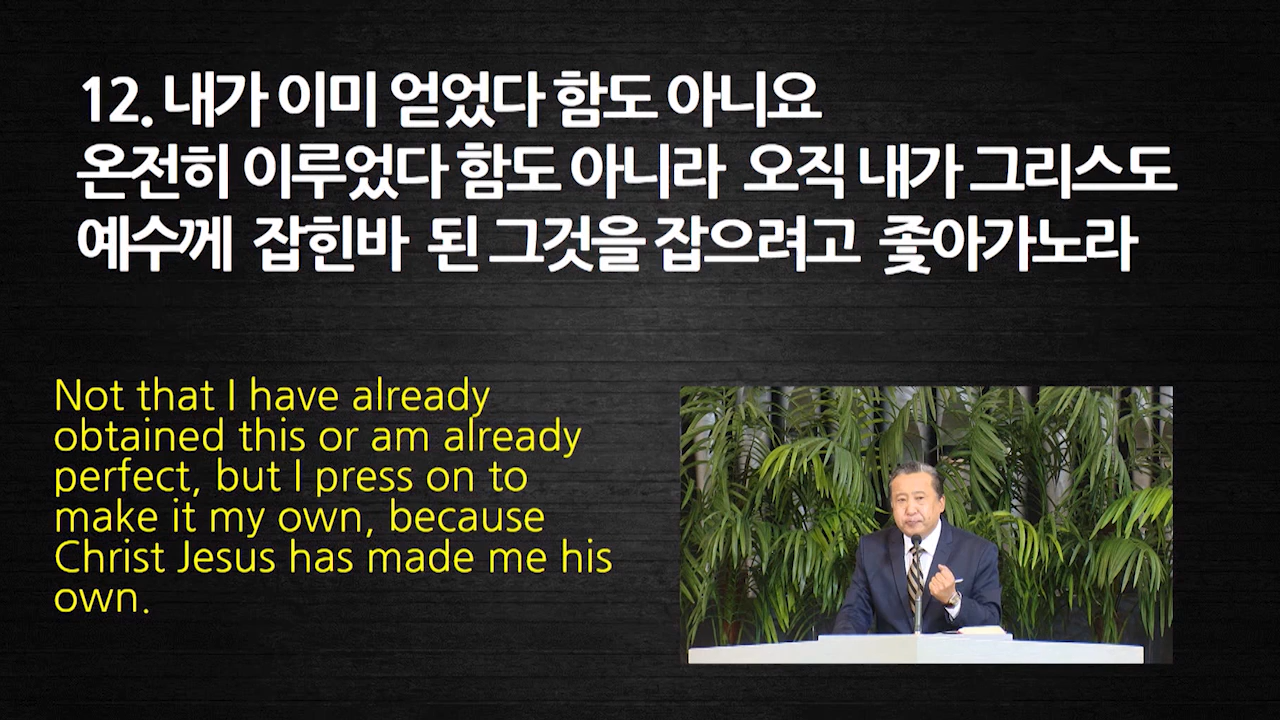 12. 내가 이미 얻었다 함도 아니요
온전히 이루었다 함도 아니라 오직 내가 그리스도
예수께 잡힌바 된 그것을 잡으려고 좇아가노라
Not that I have already
obtained this or am already
perfect, but I press on to
make it my own, because
Christ Jesus has made me his
own.